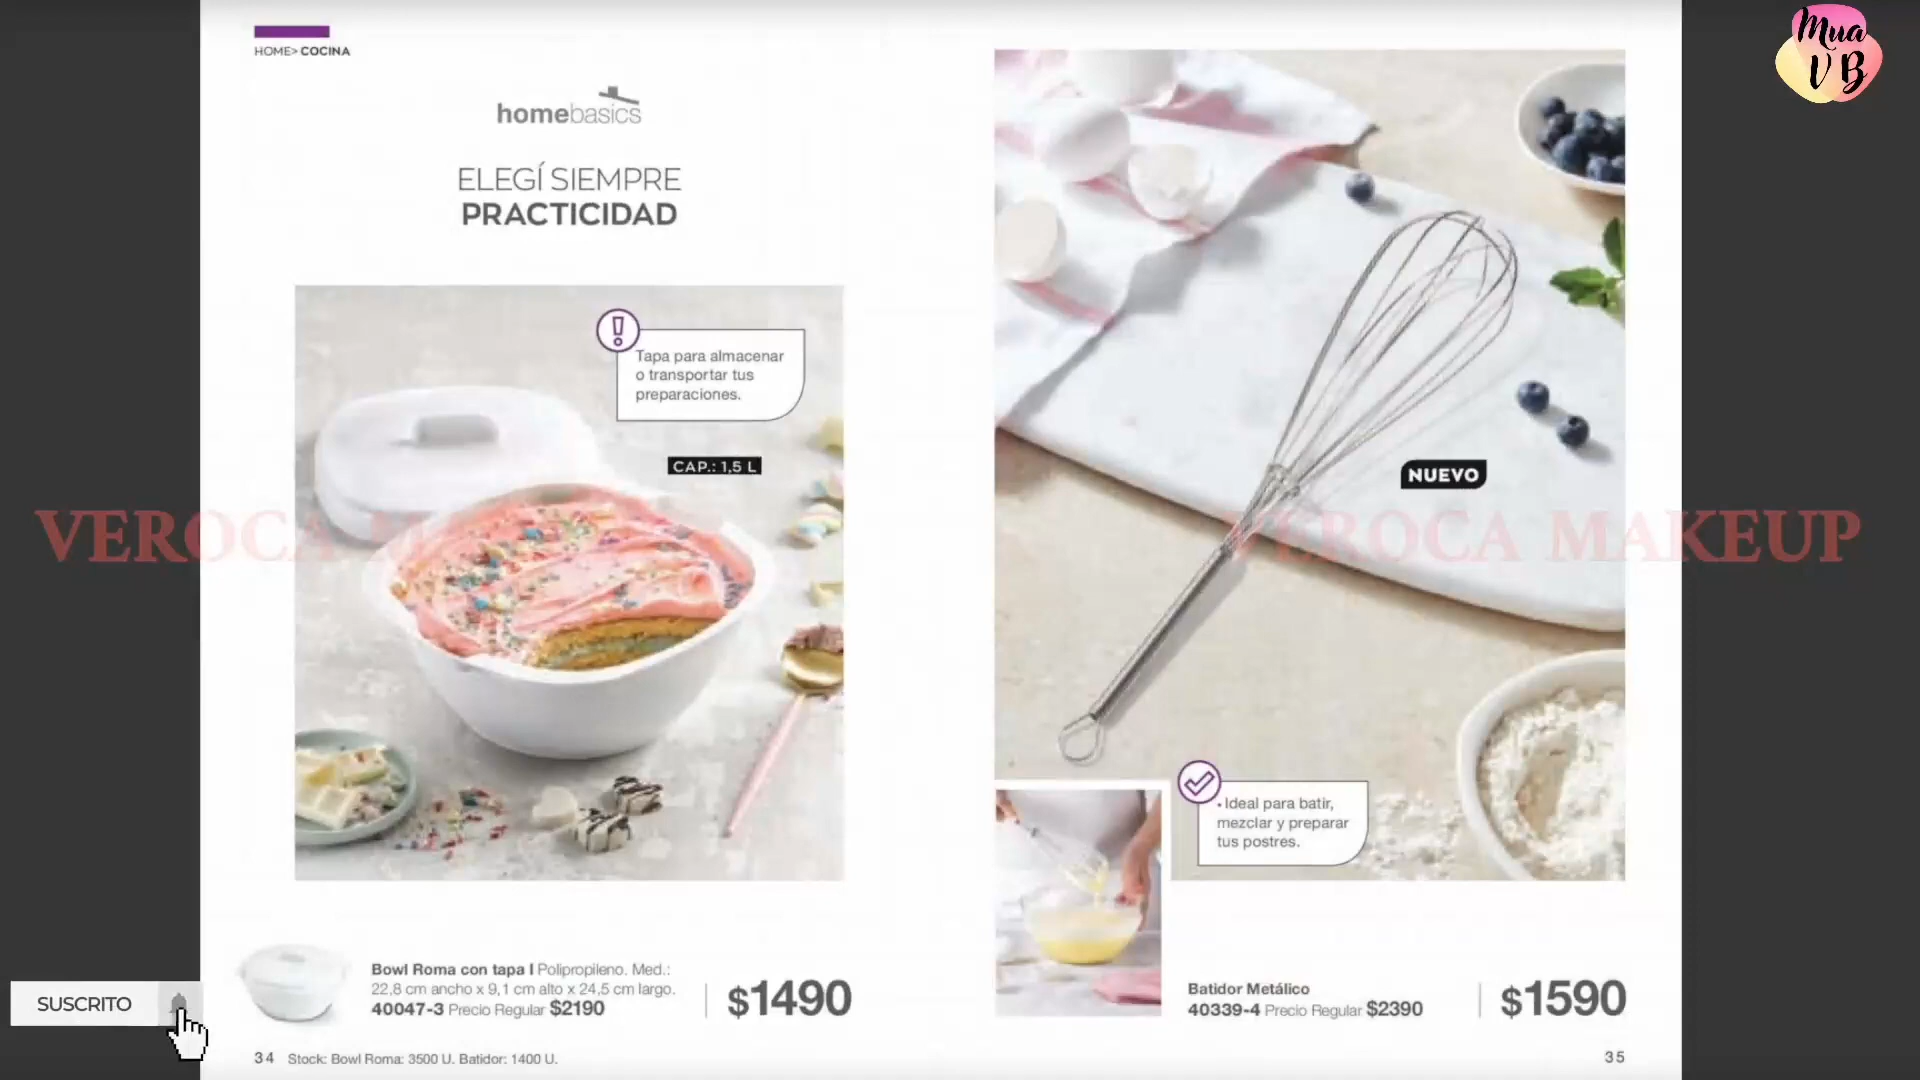 HOME> COCINA
homebasics
ELEGÍ SIEMPRE
PRACTICIDAD
Tapa para almacenar
o transportar tus
preparaciones.
CAP.: 1,5 L
Bowl Roma con tapa | Polipropileno. Med.:
22,8 cm ancho x 9,1 cm alto x 24,5 cm largo.
40047-3 Precio Regular $2190
$1490
34 Stock: Bowl Roma: 3500 U. Batidor: 1400 U.
Mua
VB
NUEVO
• Ideal para batir,
mezclar y preparar
tus postres.
Batidor Metálico
40339-4 Precio Regular $2390
$1590
35
VEROCA M
VEROCA MAKEUP
SUSCRITO